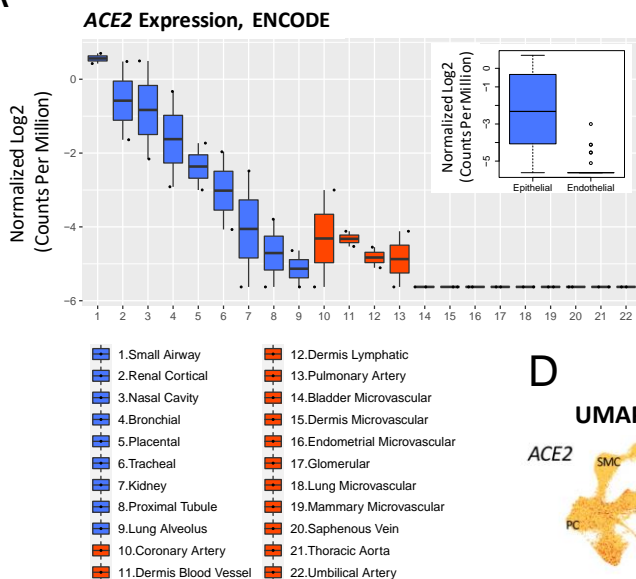 ACE2 Expression, ENCODE
Normalized Log2
(Counts Per Million)
0
−2
−4
−6
1 2 3 4 5 6 7 8 9 10 11 12 13 14 15 16 17 18 19 20 21 22
Normalized Log2
(Counts Per Million)
0
−1
−3
−5
Epithelial Endothelial
1.Small Airway
2.Renal Cortical
3.Nasal Cavity
4.Bronchial
5.Placental
6.Tracheal
7.Kidney
8.Proximal Tubule
9.Lung Alveolus
10.Coronary Artery
11.Dermis Blood Vessel
12.Dermis Lymphatic
13.Pulmonary Artery
14.Bladder Microvascular
15.Dermis Microvascular
16.Endometrial Microvascular
17.Glomerular
18.Lung Microvascular
19.Mammary Microvascular
20.Saphenous Vein
21.Thoracic Aorta
22.Umbilical Artery
D
UMA
ACE2
SMC
PC